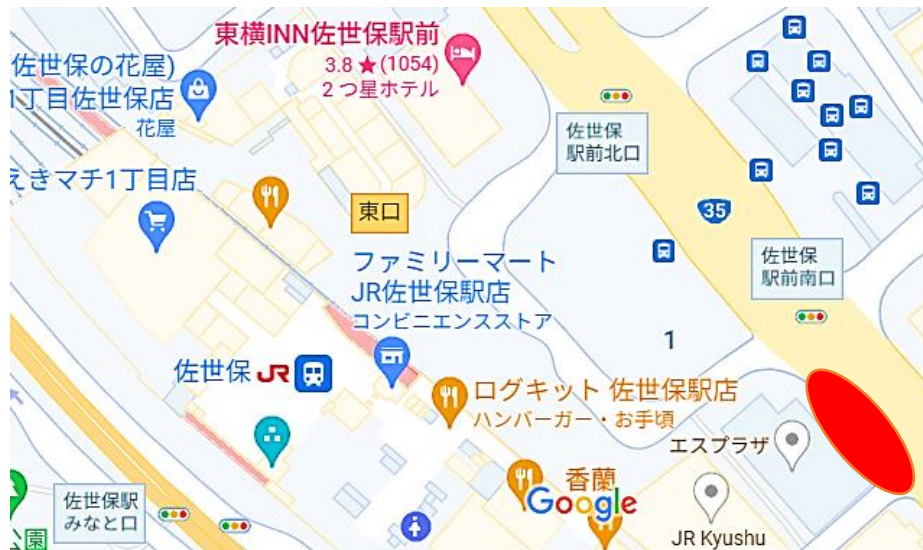 東横INN佐世保駅前
3.8 ★ (1054)
2 つ星ホテル
佐世保の花屋)
1丁目佐世保店
花屋
佐世保
駅前北口
えきマチ1丁目店
東口
35
ファミリーマート
JR佐世保駅店
コンビニエンスストア
佐世保
駅前南口
1
佐世保 JR
ログキット 佐世保駅店
ハンバーガー・お手頃
エスプラザ
香蘭
Google
佐世保駅
みなと口
公園
JR Kyushu